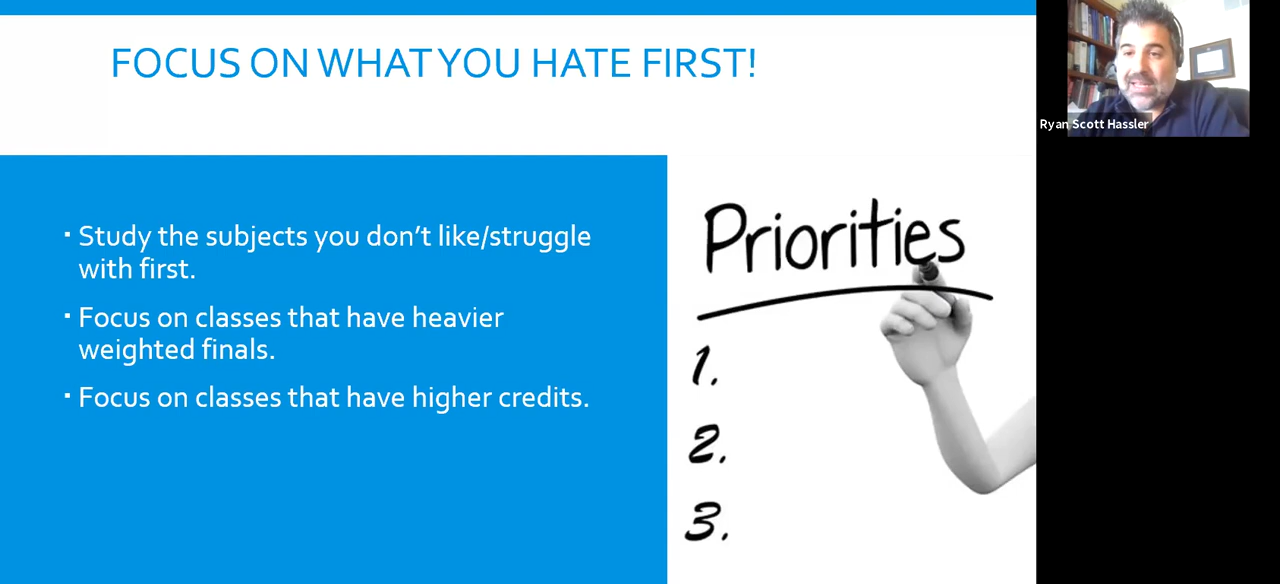 FOCUS ON WHAT YOU HATE FIRST!
Ryan Scott Hassler
▪ Study the subjects you don’t like/struggle
with first.
▪ Focus on classes that have heavier
weighted finals.
▪ Focus on classes that have higher credits.
Priorities
1.
2.
3.